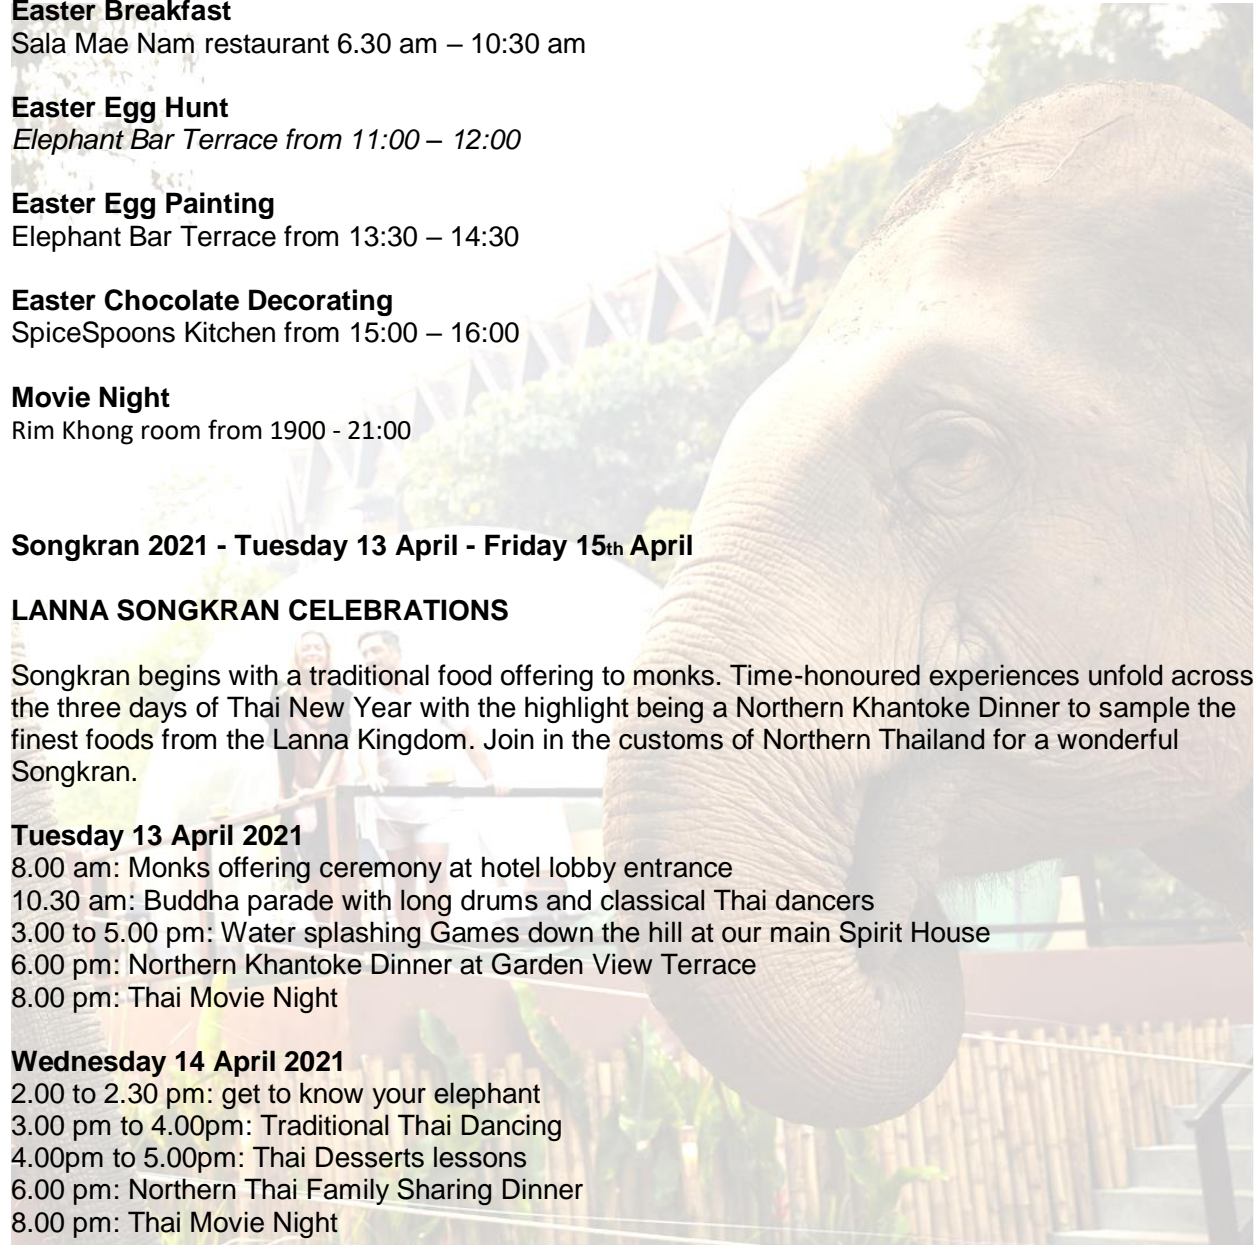 Easter Breakfast
Sala Mae Nam restaurant 6.30 am – 10:30 am
Easter Egg Hunt
Elephant Bar Terrace from 11:00 – 12:00
Easter Egg Painting
Elephant Bar Terrace from 13:30 – 14:30
Easter Chocolate Decorating
SpiceSpoons Kitchen from 15:00 – 16:00
Movie Night
Rim Khong room from 1900 - 21:00
Songkran 2021 - Tuesday 13 April - Friday 15th April
LANNA SONGKRAN CELEBRATIONS
Songkran begins with a traditional food offering to monks. Time-honoured experiences unfold across
the three days of Thai New Year with the highlight being a Northern Khantoke Dinner to sample the
finest foods from the Lanna Kingdom. Join in the customs of Northern Thailand for a wonderful
Songkran.
Tuesday 13 April 2021
8.00 am: Monks offering ceremony at hotel lobby entrance
10.30 am: Buddha parade with long drums and classical Thai dancers
3.00 to 5.00 pm: Water splashing Games down the hill at our main Spirit House
6.00 pm: Northern Khantoke Dinner at Garden View Terrace
8.00 pm: Thai Movie Night
Wednesday 14 April 2021
2.00 to 2.30 pm: get to know your elephant
3.00 pm to 4.00pm: Traditional Thai Dancing
4.00pm to 5.00pm: Thai Desserts lessons
6.00 pm: Northern Thai Family Sharing Dinner
8.00 pm: Thai Movie Night